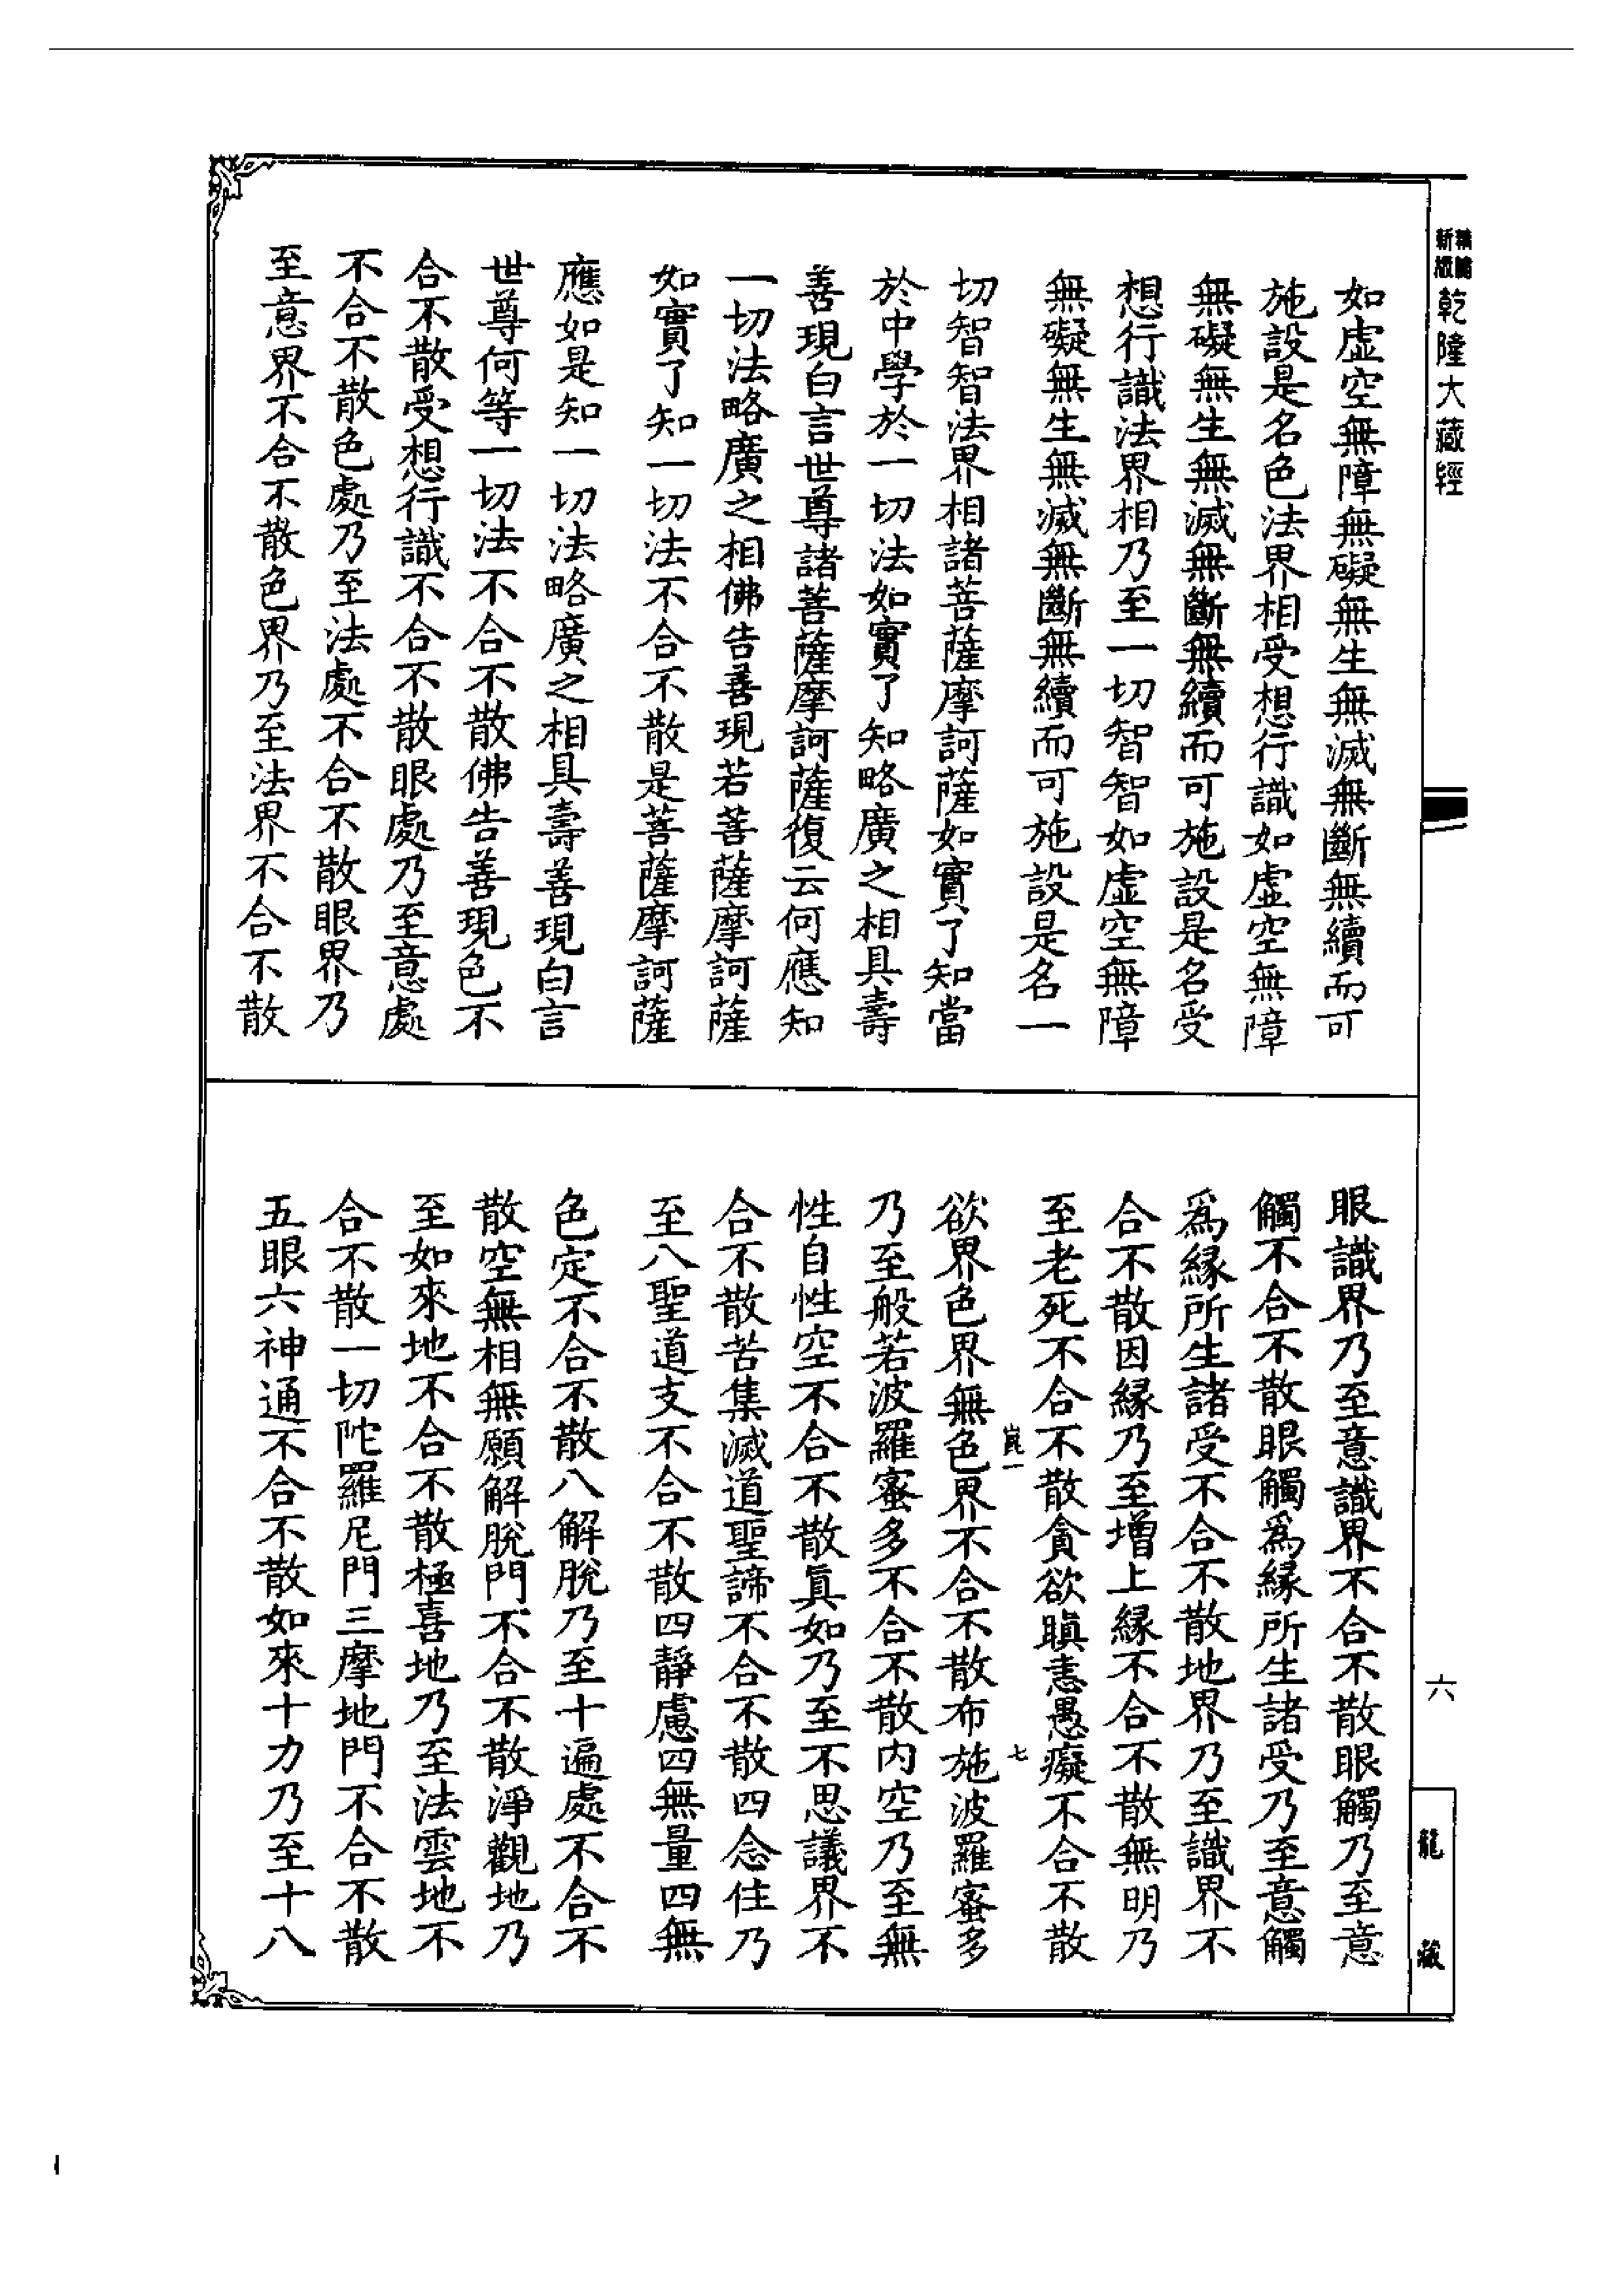 精繡新版
乾隆大藏經
如虛空無障無礙無生無滅無斷無續而可
施設是名色法界相受想行識如虛空無障
無礙無生無滅無斷無續而可施設是名受
想行識法界相乃至一切智智如虛空無障
無礙無生無滅無斷無續而可施設是名一
切智智法界相諸菩薩摩訶薩如實了知當
於中學於一切法如實了知略廣之相具壽
善現白言世尊諸菩薩摩訶薩復云何應知
一切法略廣之相佛告善現若菩薩摩訶薩
如實了知一切法不合不散是菩薩摩訶薩
應如是知一切法略廣之相具壽善現白言
世尊何等一切法不合不散佛告善現色不
合不散受想行識不合不散眼處乃至意處
不合不散色處乃至法處不合不散眼界乃
至意界不合不散色界乃至法界不合不散
眼識界乃至意識界不合不散眼觸乃至意
觸不合不散眼觸爲縁所生諸受乃至意觸
爲縁所生諸受不合不散地界乃至識界不
合不散因縁乃至增上縁不合不散無明乃
至老死不合不散貪欲瞋恚愚癡不合不散
崑一 七
欲界色界無色界不合不散布施波羅蜜多
乃至般若波羅蜜多不合不散内空乃至無
性自性空不合不散眞如乃至不思議界不
合不散苦集滅道聖諦不合不散四念住乃
至八聖道支不合不散四靜慮四無量四無
色定不合不散八解脫乃至十遍處不合不
散空無相無願解脫門不合不散淨觀地乃
至如來地不合不散極喜地乃至法雲地不
合不散一切陀羅尼門三摩地門不合不散
五眼六神通不合不散如來十力乃至十八
六
龍藏